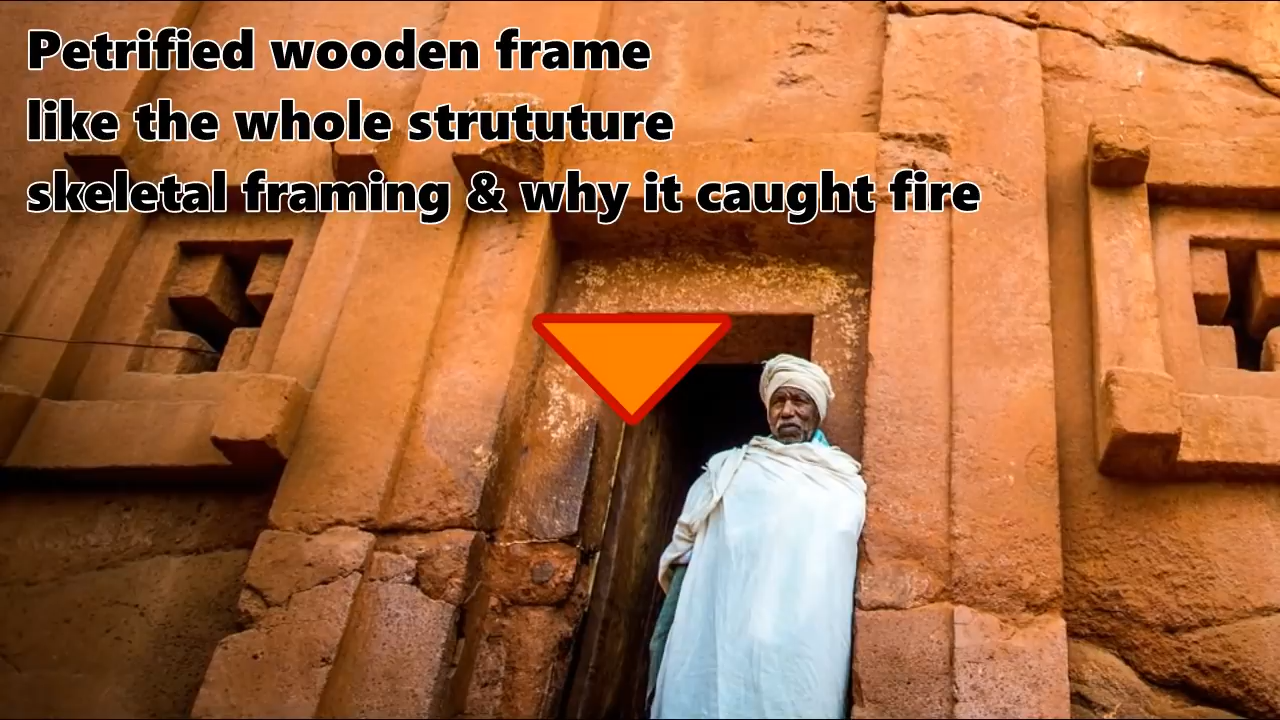 Petrified wooden frame
like the whole strututure
skeletal framing & why it caught fire